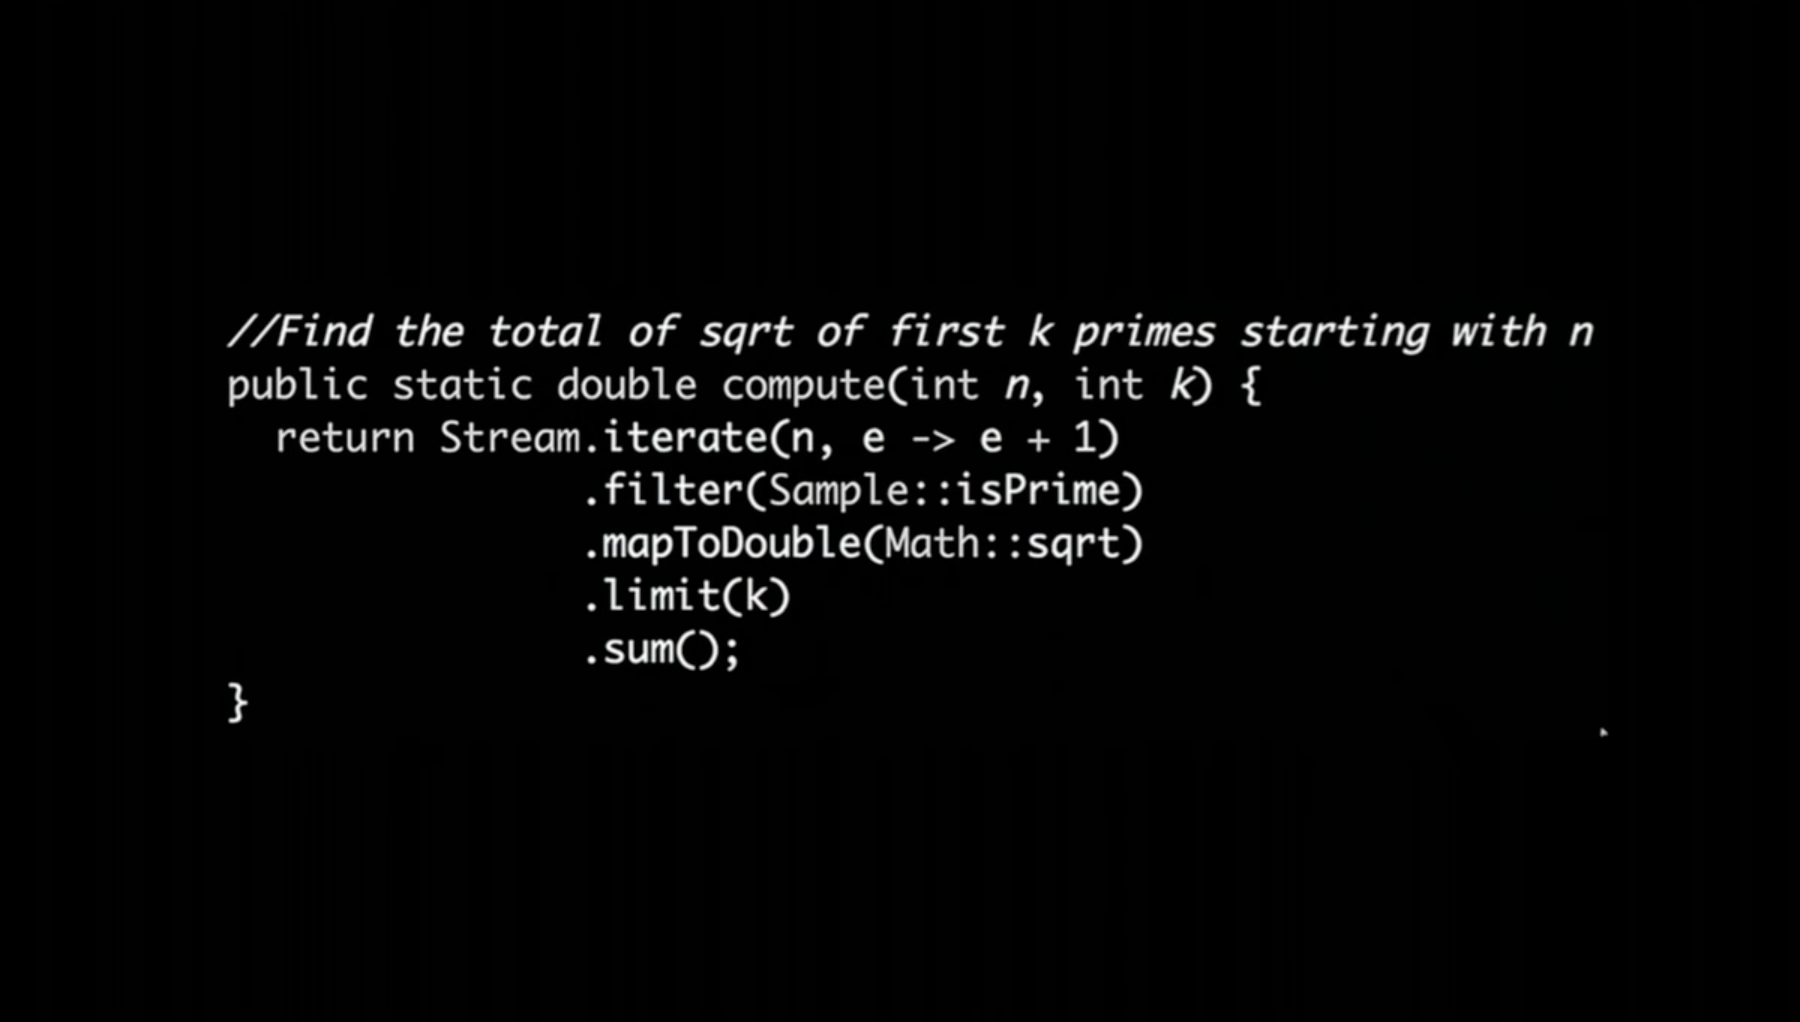 //Find the total of sqrt of first k primes starting with n
public static double compute(int n, int k) {
  return Stream.iterate(n, e -> e + 1)
               .filter(Sample::isPrime)
               .mapToDouble(Math::sqrt)
               .limit(k)
               .sum();
}